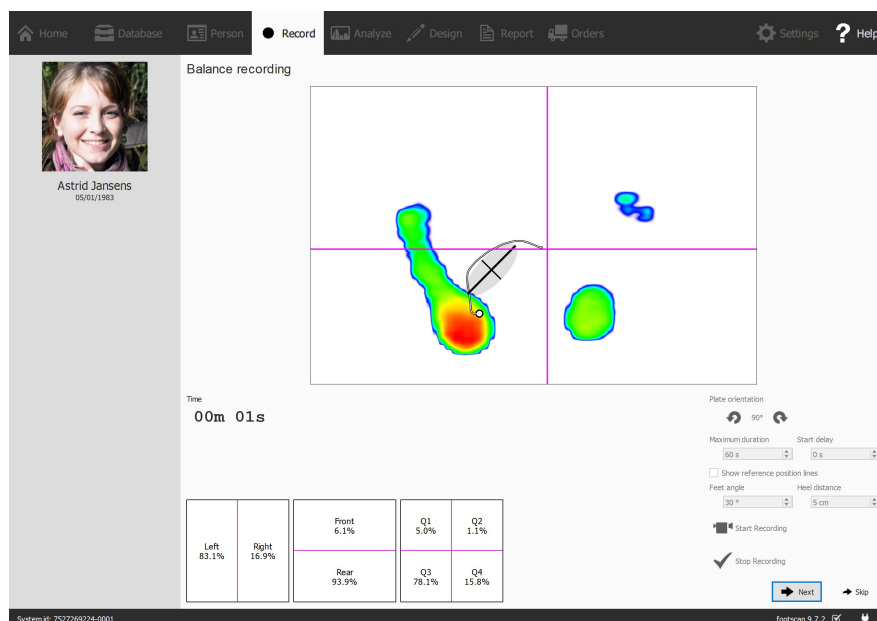 Home Database Person Record Analyze Design Report Orders Settings ? Help
Balance recording
Astrid Jansens
05/01/1983
Time
00m 01s
Plate orientation
90°
Maximum duration Start delay
60 s 0 s
Show reference position lines
Feet angle Heel distance
30 ° 5 cm
Start Recording
Stop Recording
Left
83.1%
Right
16.9%
Front
6.1%
Rear
93.9%
Q1
5.0%
Q2
1.1%
Q3
78.1%
Q4
15.8%
Next Skip
System id: 7527269224-0001 footscan 9.7.2